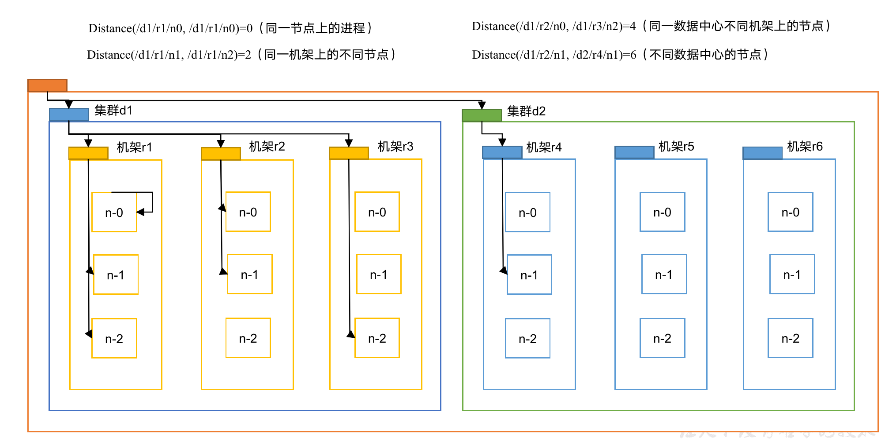 Distance(/d1/r1/n0, /d1/r1/n0)=0（同一节点上的进程）
Distance(/d1/r2/n0, /d1/r3/n2)=4（同一数据中心不同机架上的节点）
Distance(/d1/r1/n1, /d1/r1/n2)=2（同一机架上的不同节点）
Distance(/d1/r2/n1, /d2/r4/n1)=6（不同数据中心的节点）
集群d1
集群d2
机架r1
机架r2
机架r3
机架r4
机架r5
机架r6
n-0
n-0
n-0
n-0
n-0
n-0
n-1
n-1
n-1
n-1
n-1
n-1
n-2
n-2
n-2
n-2
n-2
n-2